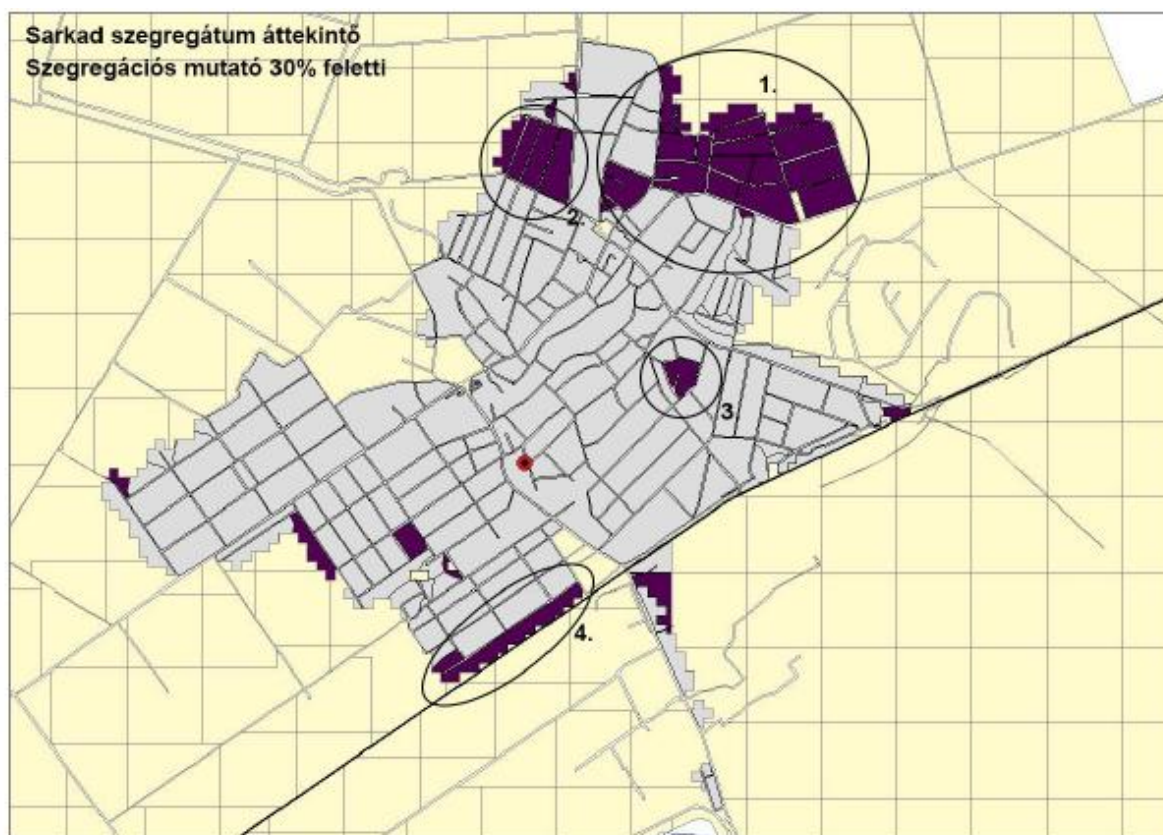 Sarkad szegregátum áttekintő
Szegregációs mutató 30% feletti
1.
2.
3
4.